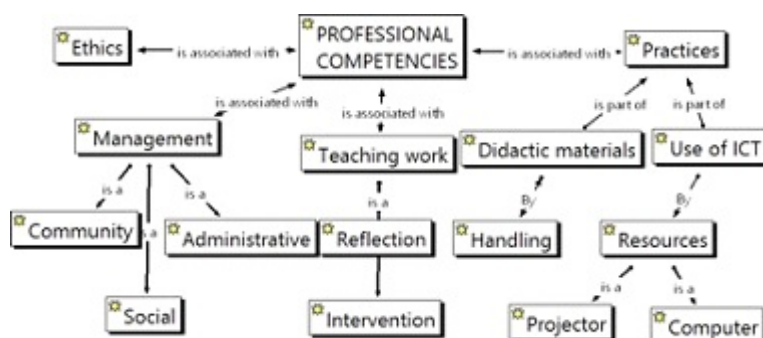 PROFESSIONAL
COMPETENCIES
Ethics
is associated with
is associated with
Practices
is associated with
is associated with
is part of
is part of
Management
Teaching work
Didactic materials
Use of ICT
is a
is a
is a
is a
By
By
Community
Administrative
Reflection
Handling
Resources
is a
is a
Social
Intervention
Projector
Computer